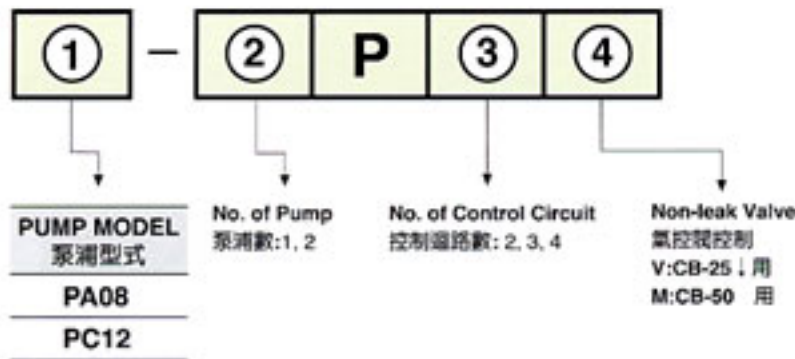 ① – ② P ③ ④
PUMP MODEL
泵浦型式
PA08
PC12
No. of Pump
泵浦數:1, 2
No. of Control Circuit
控制迴路數: 2, 3, 4
Non-leak Valve
氣控閥控制
V:CB-25↓用
M:CB-50 用